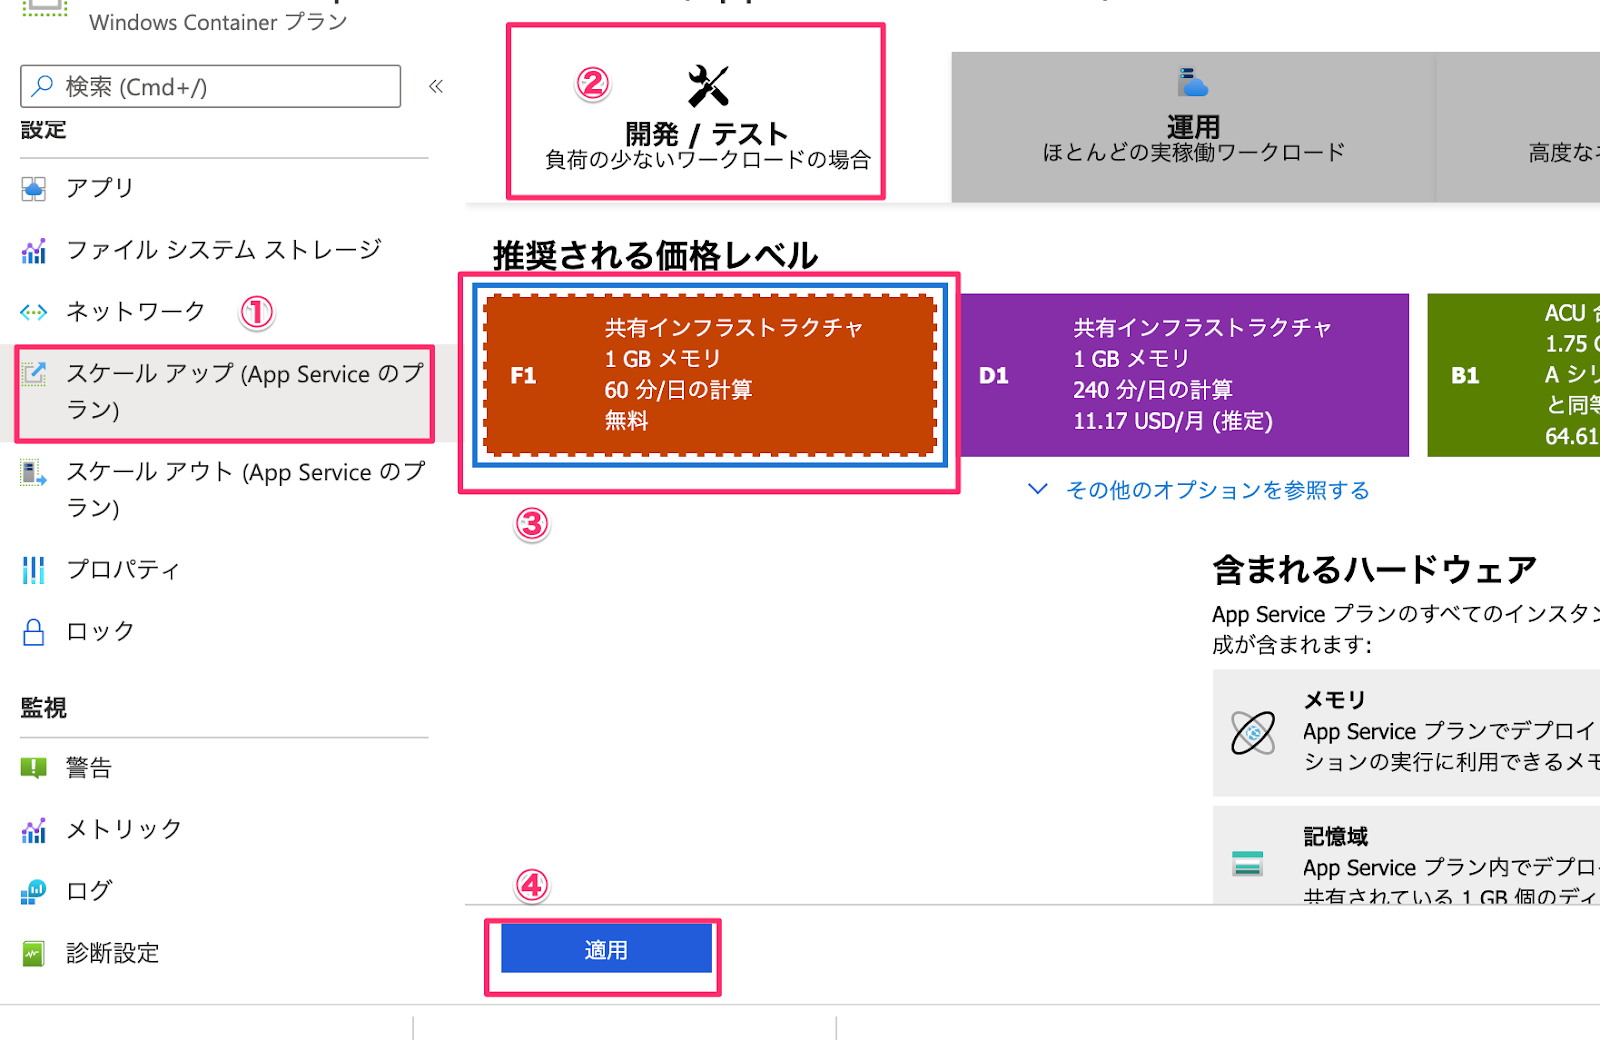 Windows Container プラン
検索 (Cmd+/)
«
設定
アプリ
ファイル システム ストレージ
ネットワーク
①
スケール アップ (App Service のプ
ラン)
スケール アウト (App Service のプ
ラン)
プロパティ
ロック
監視
警告
メトリック
ログ
診断設定
②
開発 / テスト
負荷の少ないワークロードの場合
運用
ほとんどの実稼働ワークロード
高度な
推奨される価格レベル
F1
共有インフラストラクチャ
1 GB メモリ
60 分/日の計算
無料
D1
共有インフラストラクチャ
1 GB メモリ
240 分/日の計算
11.17 USD/月 (推定)
B1
ACU
1.75
A シリ
と同等
64.61
③
その他のオプションを参照する
含まれるハードウェア
App Service プランのすべてのインスタン
成が含まれます:
メモリ
App Service プランでデプロイ
ションの実行に利用できるメモ
記憶域
App Service プラン内でデプロ
共有されている 1 GB 個のディ
④
適用